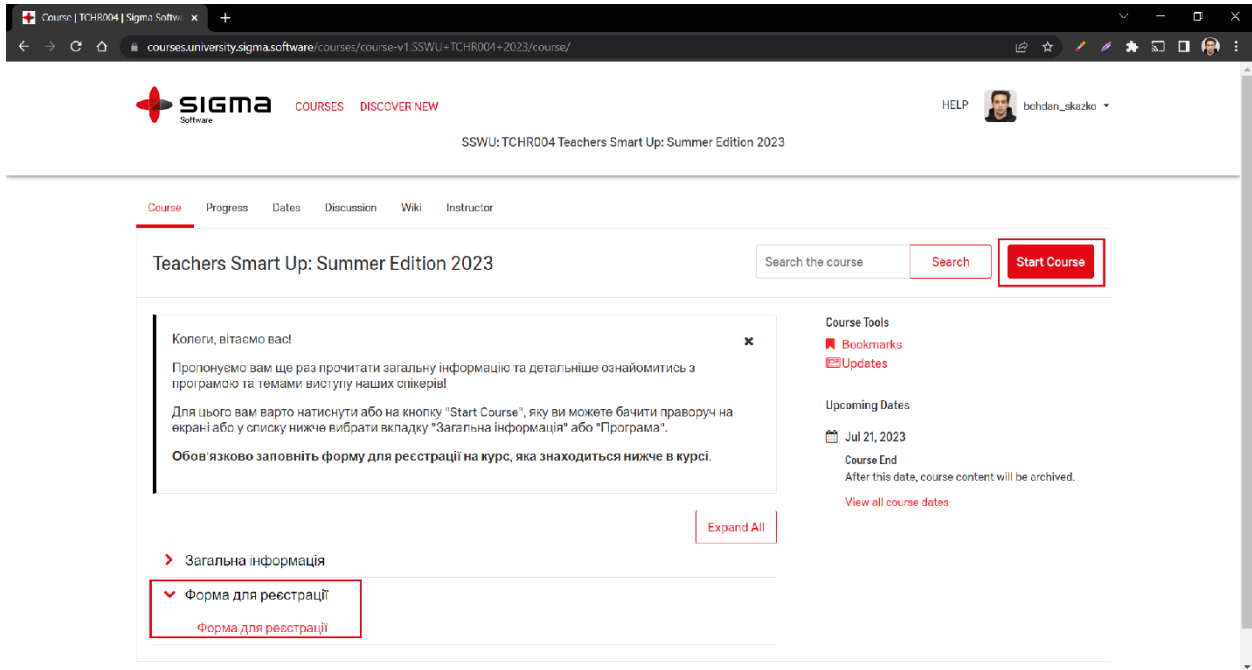 Course | TCHR004 | Sigma Softwa
courses.university.sigma.software/courses/course-v1:SSWU+TCHR004+2023/course/
sigma
Software
COURSES DISCOVER NEW
HELP bohdan_skazko
SSWU: TCHR004 Teachers Smart Up: Summer Edition 2023
Course Progress Dates Discussion Wiki Instructor
Teachers Smart Up: Summer Edition 2023
Search the course Search Start Course
Колеги, вітаємо вас!
Пропонуємо вам ще раз прочитати загальну інформацію та детальніше ознайомитись з
програмою та темами виступу наших спікерів!
Для цього вам варто натиснути або на кнопку "Start Course", яку ви можете бачити праворуч на
екрані або у списку нижче вибрати вкладку "Загальна інформація" або "Програма".
Обов'язково заповніть форму для реєстрації на курс, яка знаходиться нижче в курсі.
Expand All
Загальна інформація
Форма для реєстрації
Форма для реєстрації
Course Tools
Bookmarks
Updates
Upcoming Dates
Jul 21, 2023
Course End
After this date, course content will be archived.
View all course dates